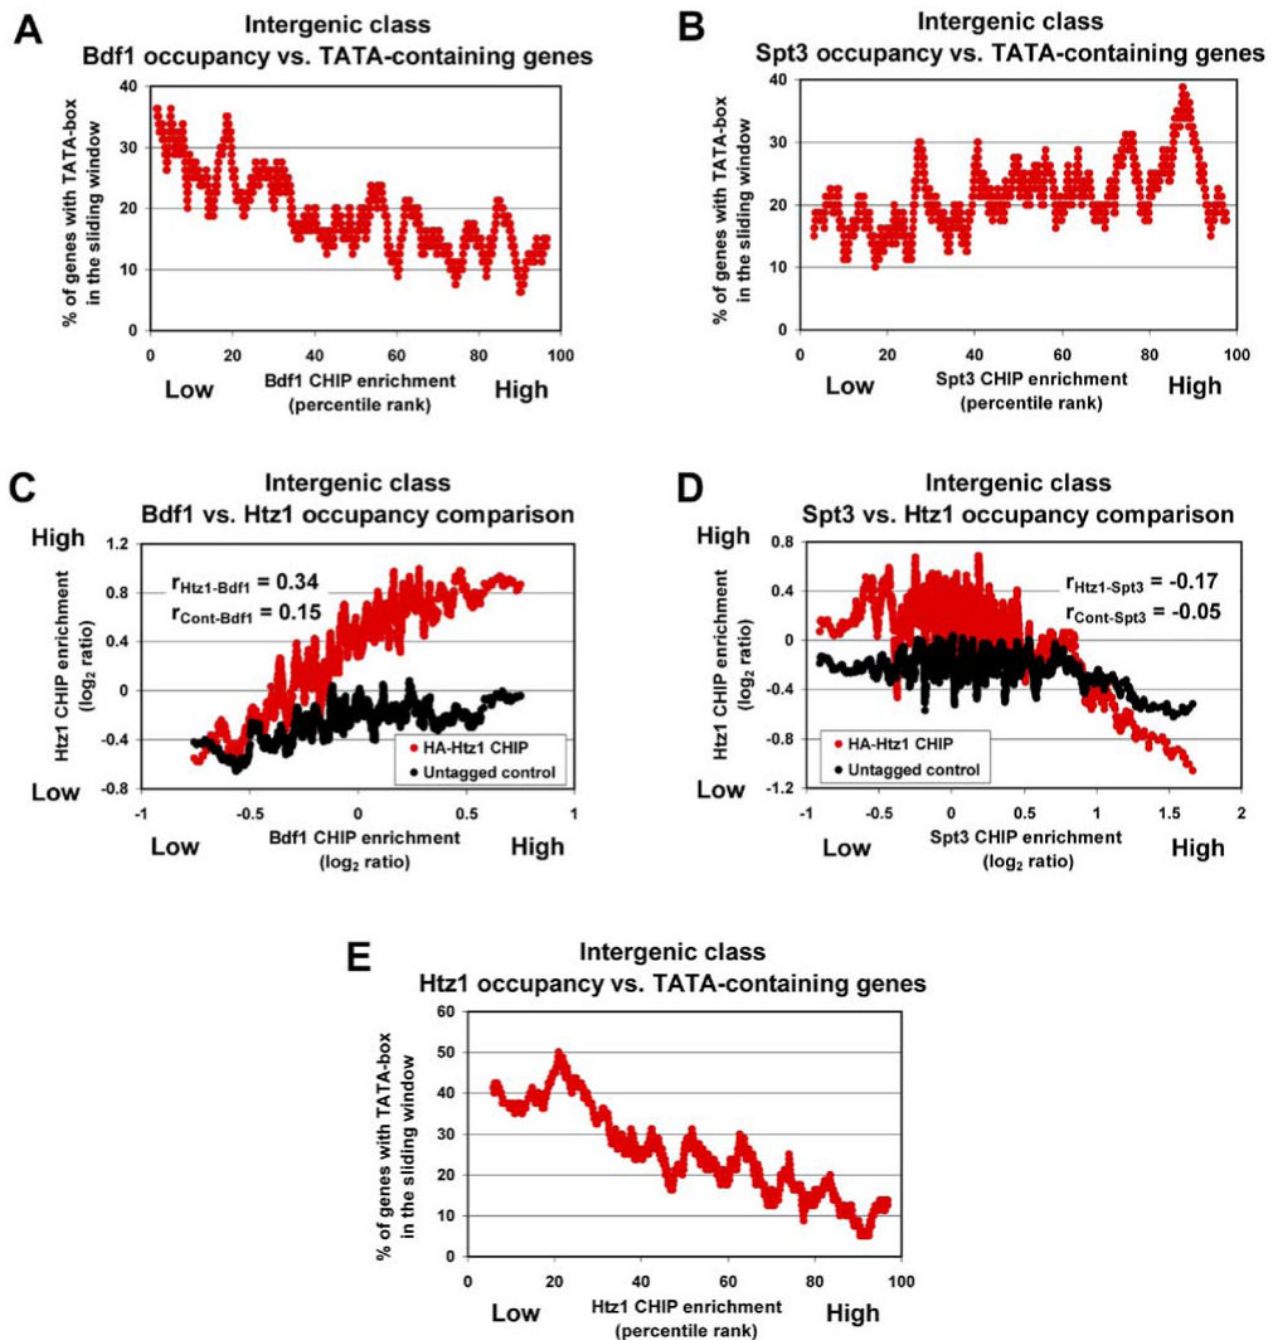 A
Intergenic class
Bdf1 occupancy vs. TATA-containing genes
% of genes with TATA-box
in the sliding window
40
30
20
10
0
0 20 40 60 80 100
Low
Bdf1 CHIP enrichment
(percentile rank)
High
B
Intergenic class
Spt3 occupancy vs. TATA-containing genes
% of genes with TATA-box
in the sliding window
40
30
20
10
0
0 20 40 60 80 100
Low
Spt3 CHIP enrichment
(percentile rank)
High
C
Intergenic class
Bdf1 vs. Htz1 occupancy comparison
High
Htz1 CHIP enrichment
(log2 ratio)
Low
1.2
0.8
0.4
0
-0.4
-0.8
rHtz1-Bdf1 = 0.34
rCont-Bdf1 = 0.15
HA-Htz1 CHIP
Untagged control
-1 -0.5 0 0.5 1
Low
Bdf1 CHIP enrichment
(log2 ratio)
High
D
Intergenic class
Spt3 vs. Htz1 occupancy comparison
High
Htz1 CHIP enrichment
(log2 ratio)
Low
0.8
0.4
0
-0.4
-0.8
-1.2
rHtz1-Spt3 = -0.17
rCont-Spt3 = -0.05
HA-Htz1 CHIP
Untagged control
-1 -0.5 0 0.5 1 1.5 2
Low
Spt3 CHIP enrichment
(log2 ratio)
High
E
Intergenic class
Htz1 occupancy vs. TATA-containing genes
% of genes with TATA-box
in the sliding window
60
50
40
30
20
10
0
0 20 40 60 80 100
Low
Htz1 CHIP enrichment
(percentile rank)
High